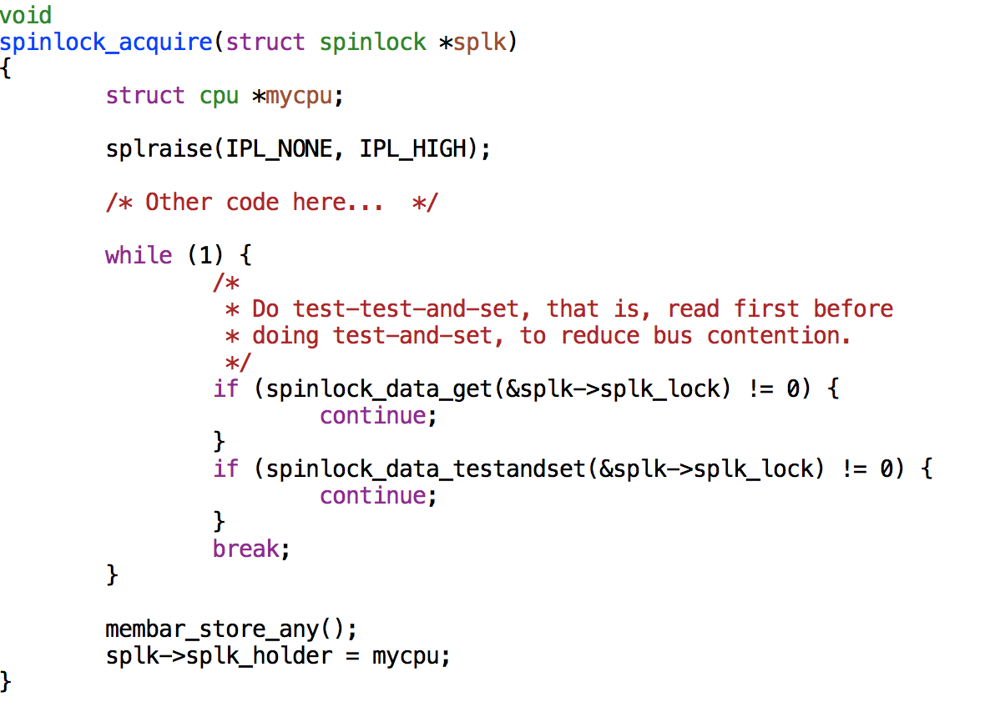 void
spinlock_acquire(struct spinlock *splk)
{
        struct cpu *mycpu;

        splraise(IPL_NONE, IPL_HIGH);

        /* Other code here...  */

        while (1) {
                /*
                 * Do test-test-and-set, that is, read first before
                 * doing test-and-set, to reduce bus contention.
                 */
                if (spinlock_data_get(&splk->splk_lock) != 0) {
                        continue;
                }
                if (spinlock_data_testandset(&splk->splk_lock) != 0) {
                        continue;
                }
                break;
        }

        membar_store_any();
        splk->splk_holder = mycpu;
}